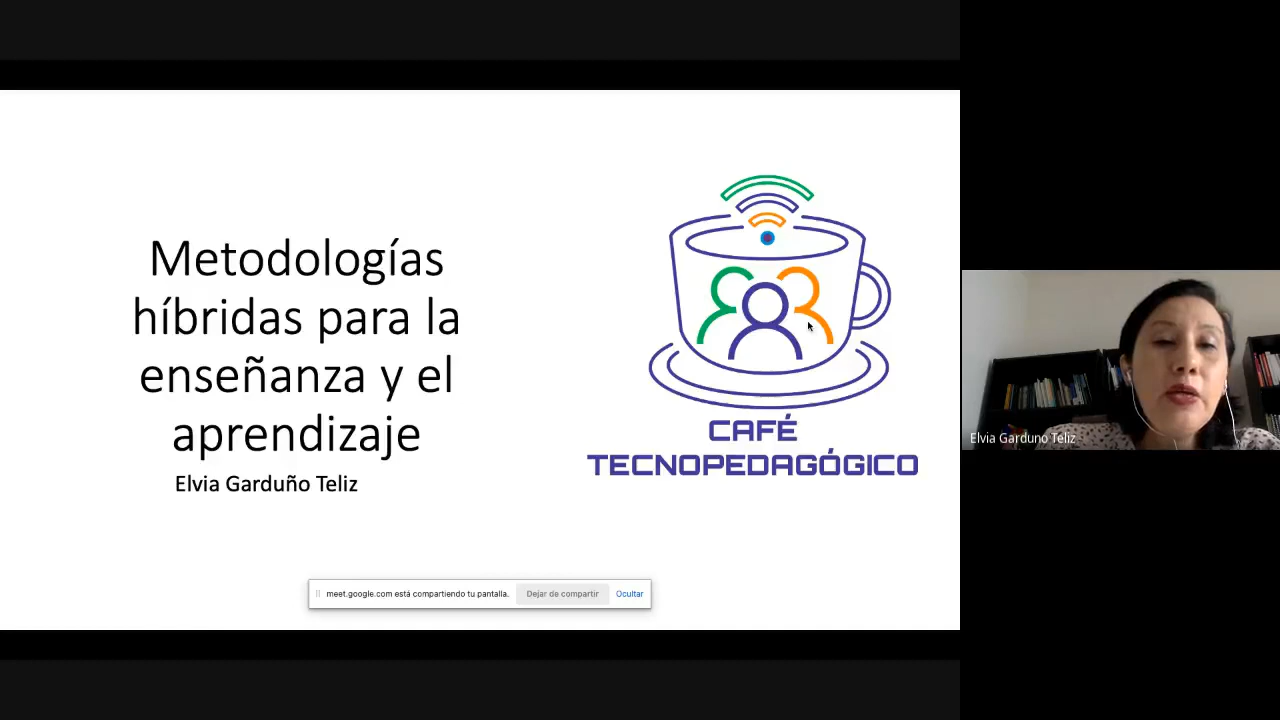 Metodologías
híbridas para la
enseñanza y el
aprendizaje
Elvia Garduño Teliz
CAFÉ
TECNOPEDAGÓGICO
meet.google.com está compartiendo tu pantalla. Dejar de compartir Ocultar
Elvia Garduno Teliz